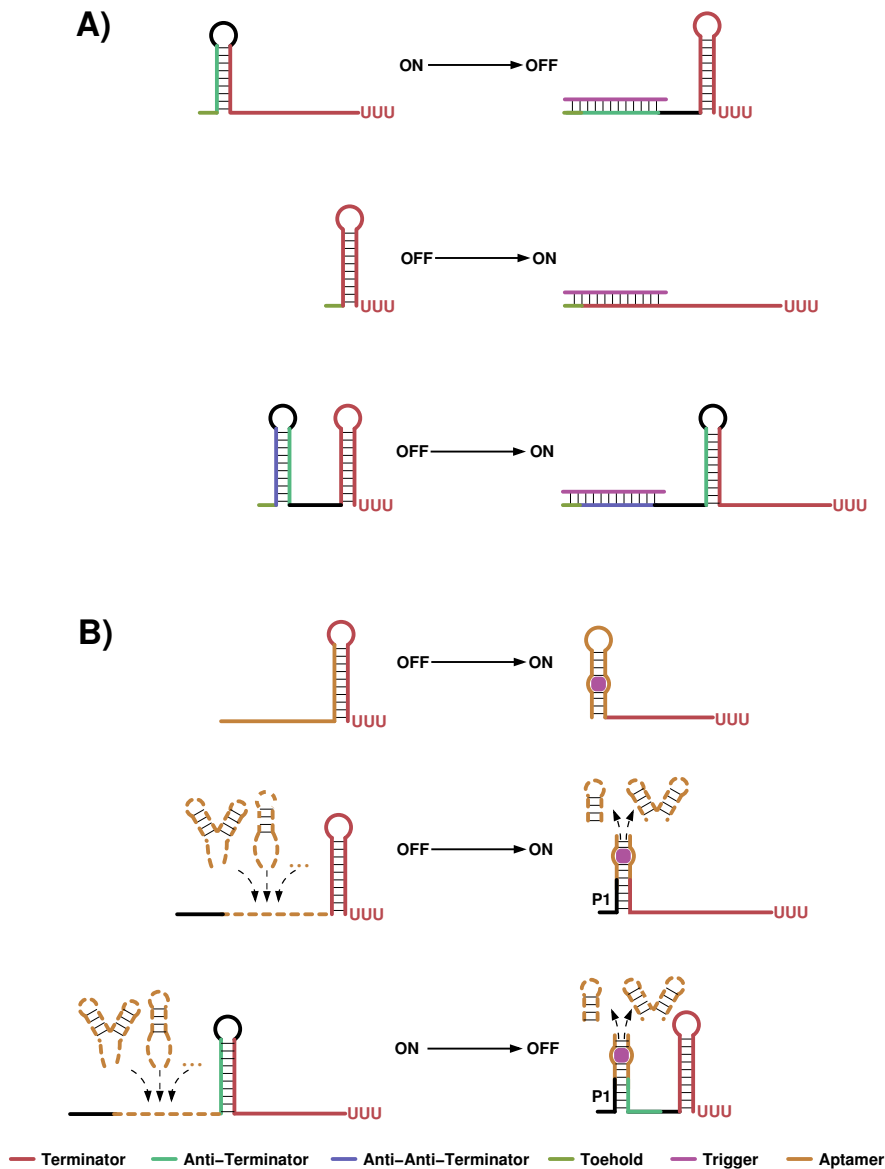 A)
ON OFF
UUU UUU
OFF ON
UUU UUU
OFF ON
UUU UUU
B)
OFF ON
UUU UUU
OFF ON
...
P1
UUU UUU
ON OFF
...
P1
UUU UUU
Terminator Anti-Terminator Anti-Anti-Terminator Toehold Trigger Aptamer